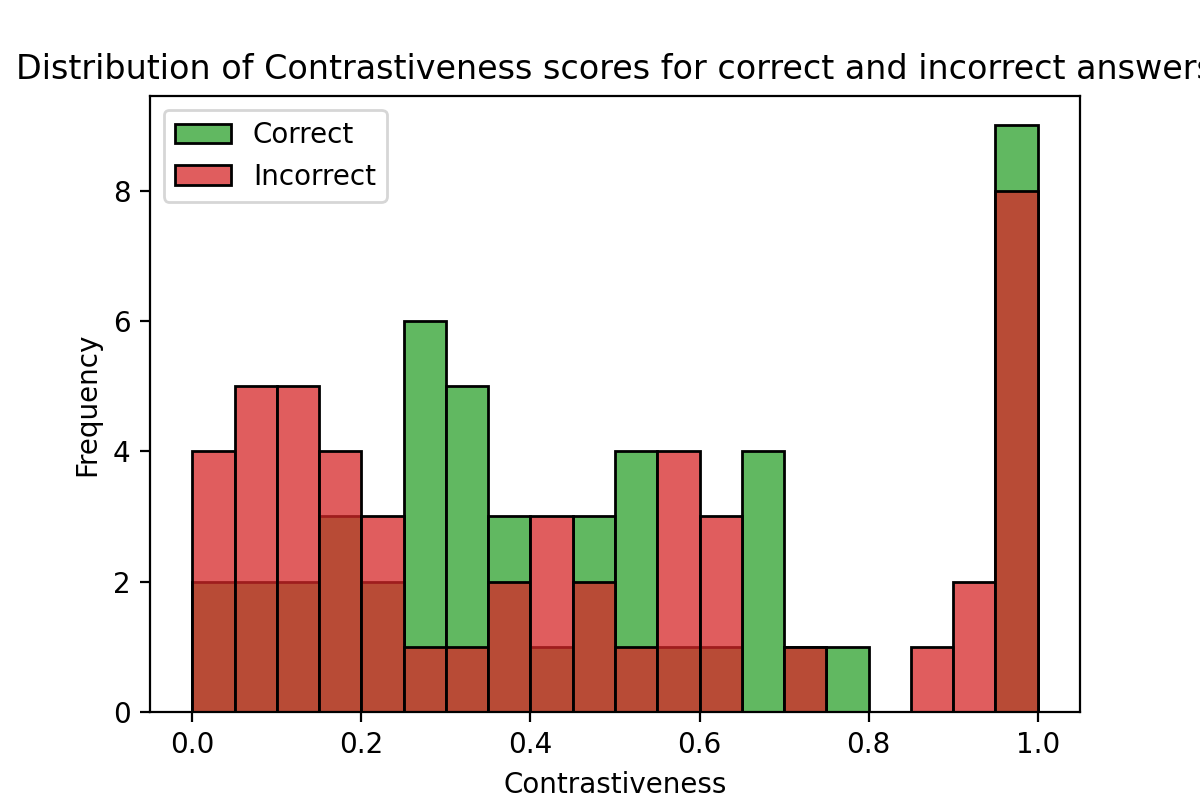 Distribution of Contrastiveness scores for correct and incorrect answers
Correct
Incorrect
Frequency
8
6
4
2
0
0.0 0.2 0.4 0.6 0.8 1.0
Contrastiveness